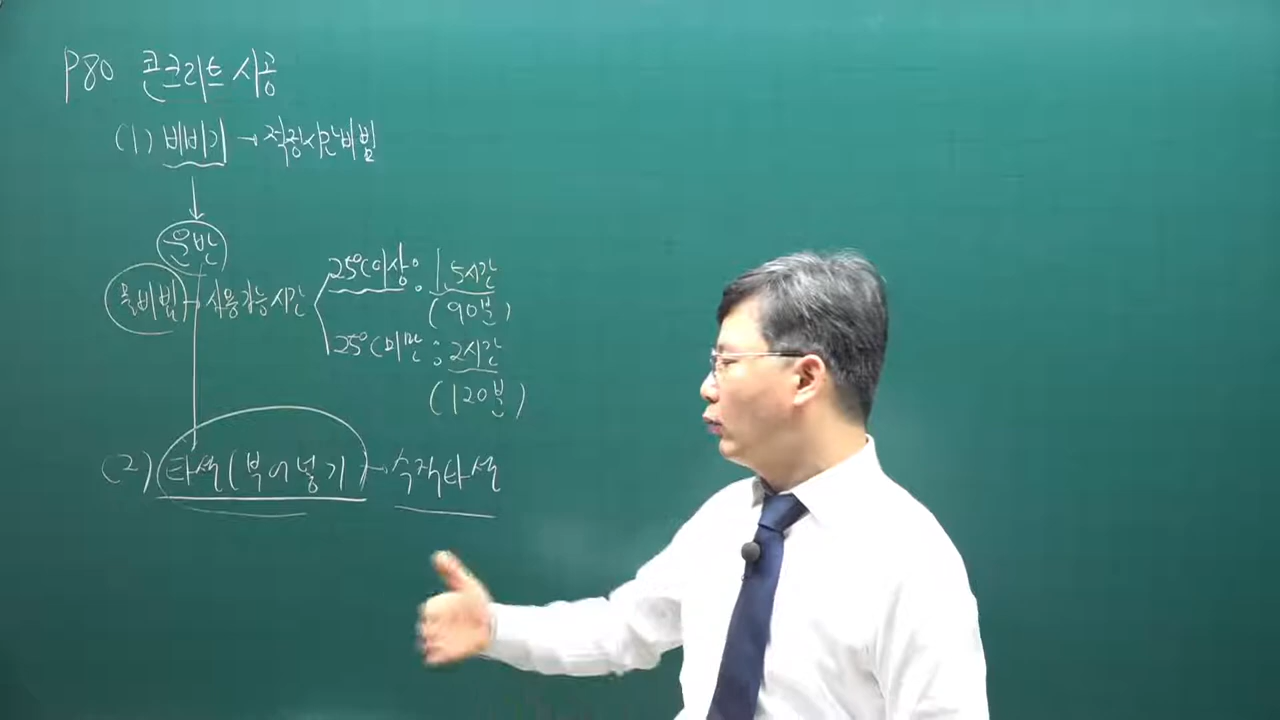 P80 콘크리트시공
(1) 비비기 → 적정시간비빔
운반
물비빔 → 사용가능시간
25℃이상 : 1.5시간
(90분)
25℃미만 : 2시간
(120분)
(2) 타설(부어넣기) → 수직타설